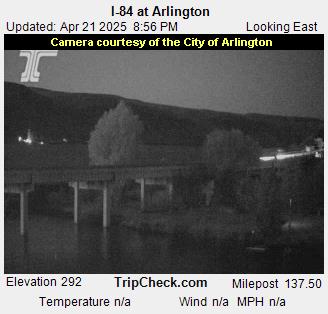 I-84 at Arlington
Updated: Apr 21 2025 8:56 PM Looking East
Camera courtesy of the City of Arlington
Elevation 292 TripCheck.com Milepost 137.50
Temperature n/a Wind n/a MPH n/a